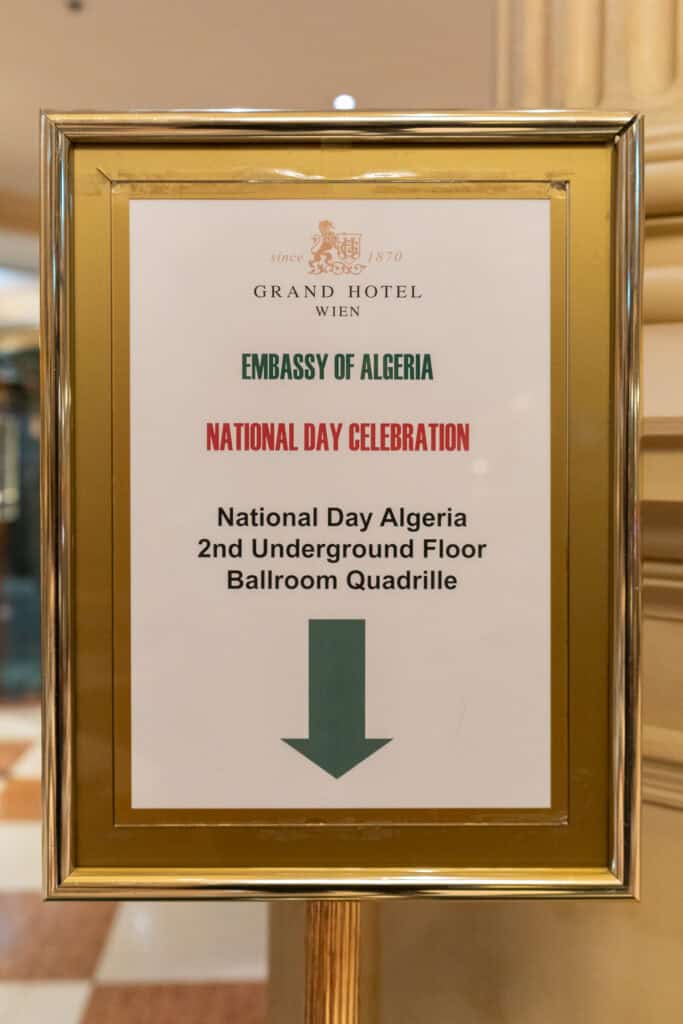 since 1870
GRAND HOTEL
WIEN
EMBASSY OF ALGERIA
NATIONAL DAY CELEBRATION
National Day Algeria
2nd Underground Floor
Ballroom Quadrille